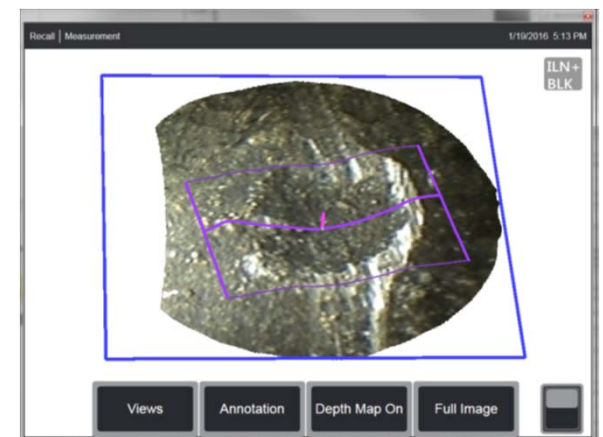 Recall | Measurement
1/19/2016 5:13 PM
ILN+
BLK
Views
Annotation
Depth Map On
Full Image